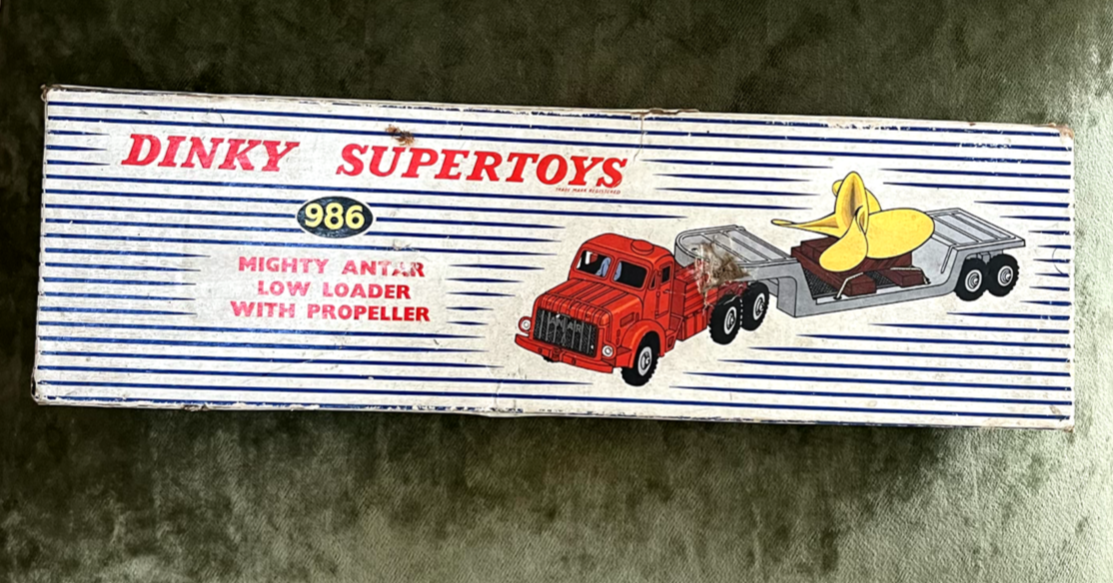 DINKY SUPERTOYS
TRADE MARK REGISTERED
986
MIGHTY ANTAR
LOW LOADER
WITH PROPELLER